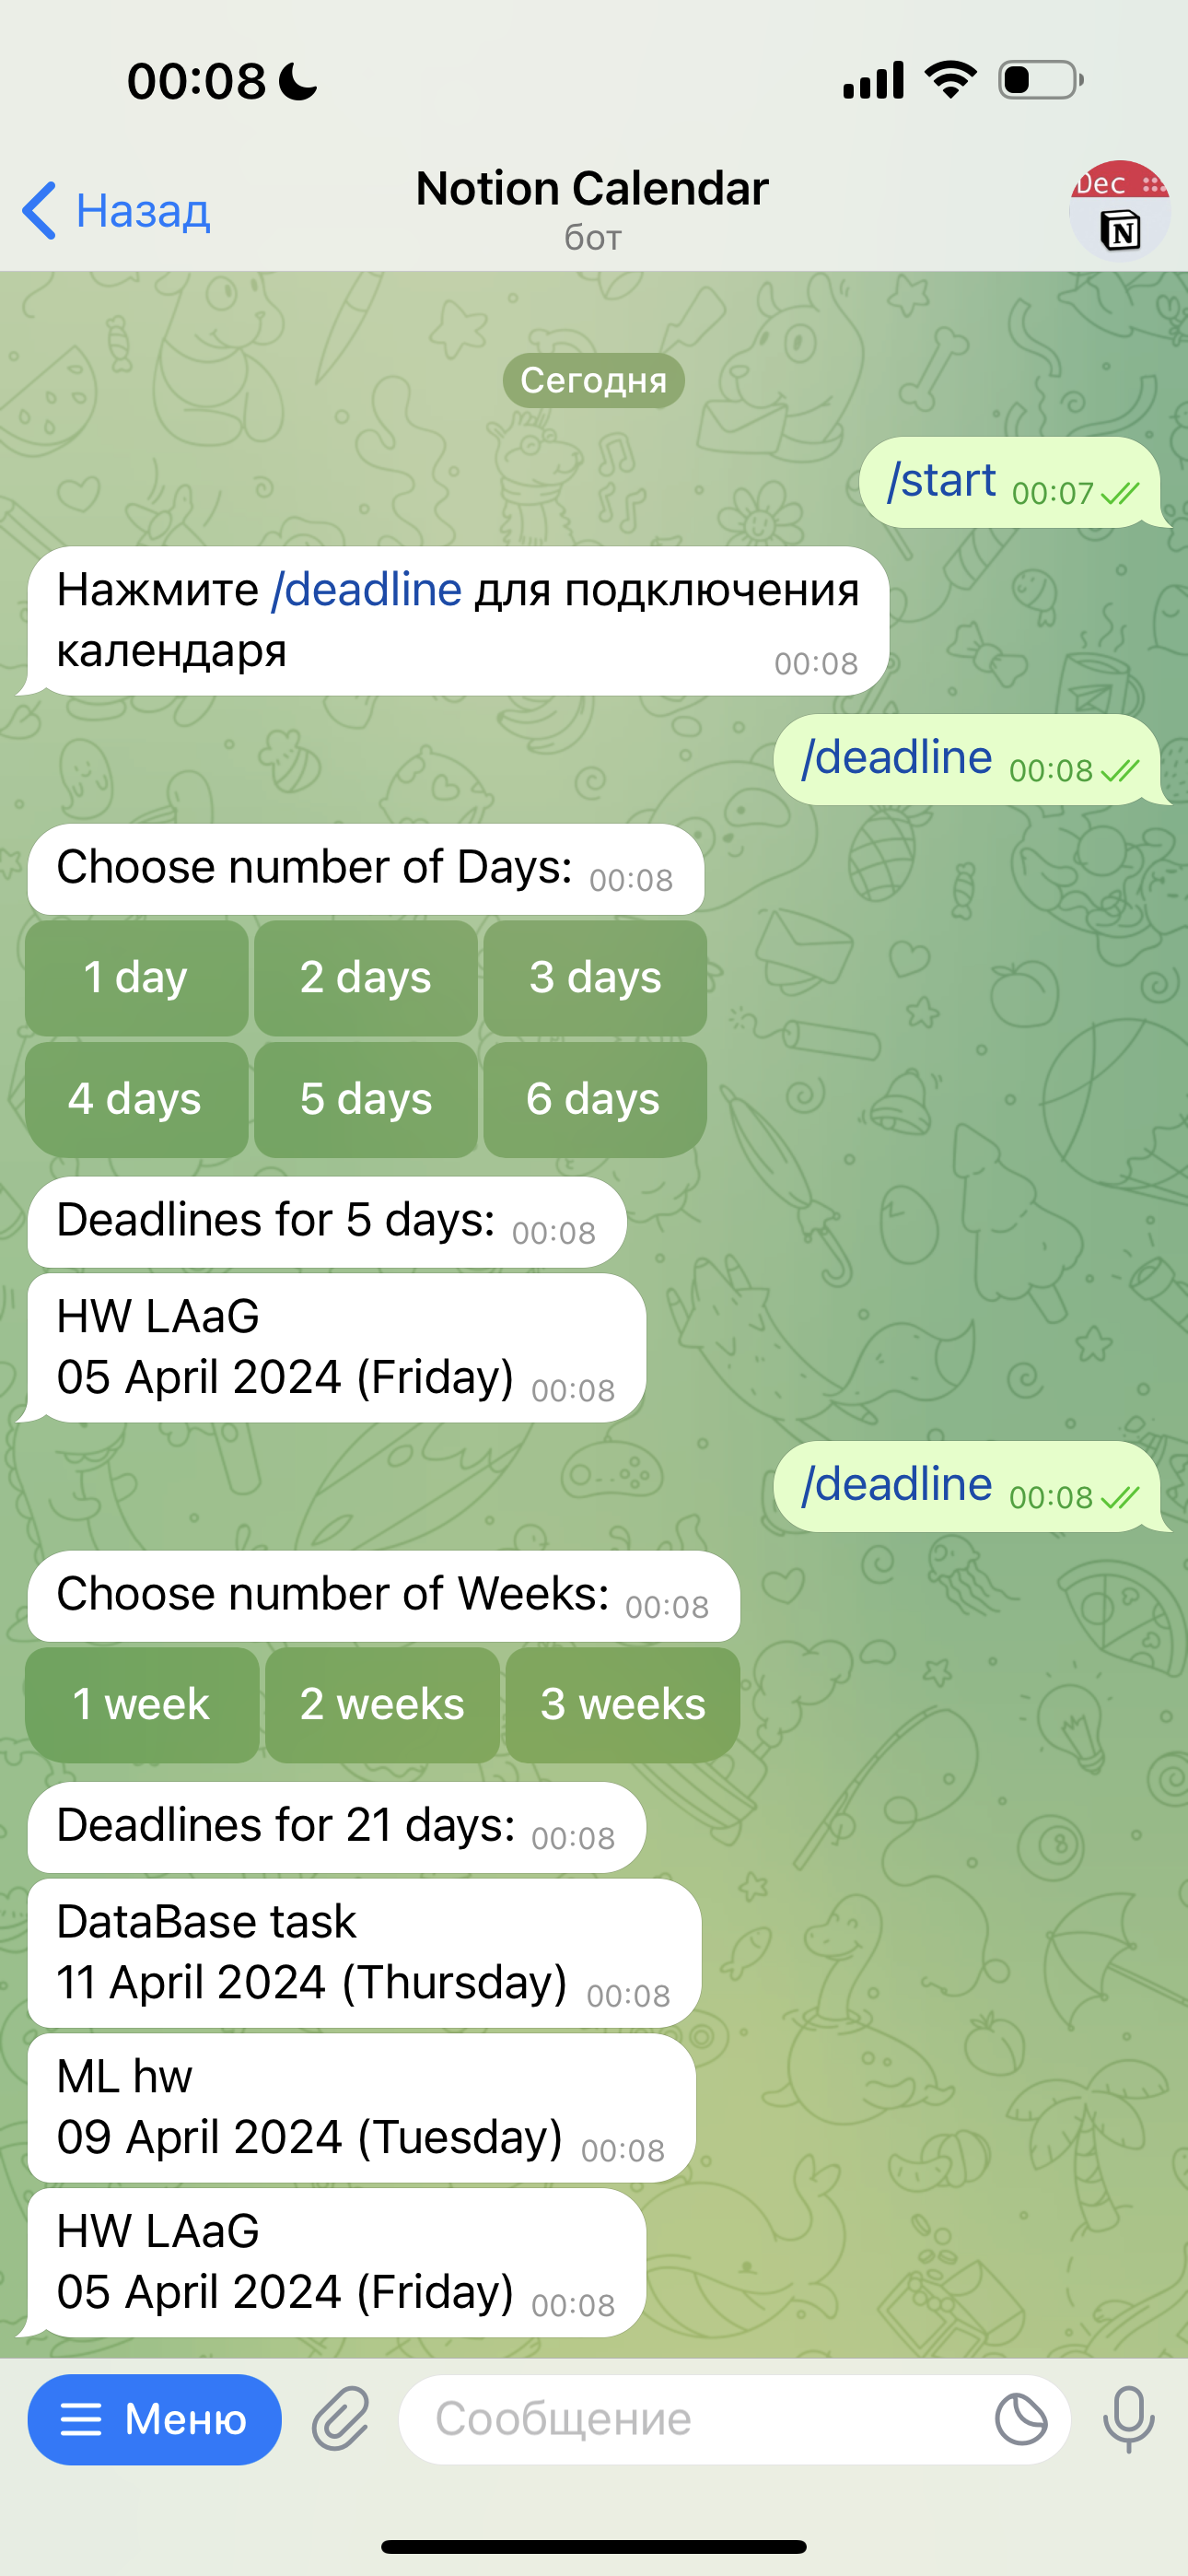 00:08
Назад
Notion Calendar
бот
Dec
N
Сегодня
/start 00:07
Нажмите /deadline для подключения
календаря 00:08
/deadline 00:08
Choose number of Days: 00:08
1 day 2 days 3 days
4 days 5 days 6 days
Deadlines for 5 days: 00:08
HW LAaG
05 April 2024 (Friday) 00:08
/deadline 00:08
Choose number of Weeks: 00:08
1 week 2 weeks 3 weeks
Deadlines for 21 days: 00:08
DataBase task
11 April 2024 (Thursday) 00:08
ML hw
09 April 2024 (Tuesday) 00:08
HW LAaG
05 April 2024 (Friday) 00:08
Меню
Сообщение